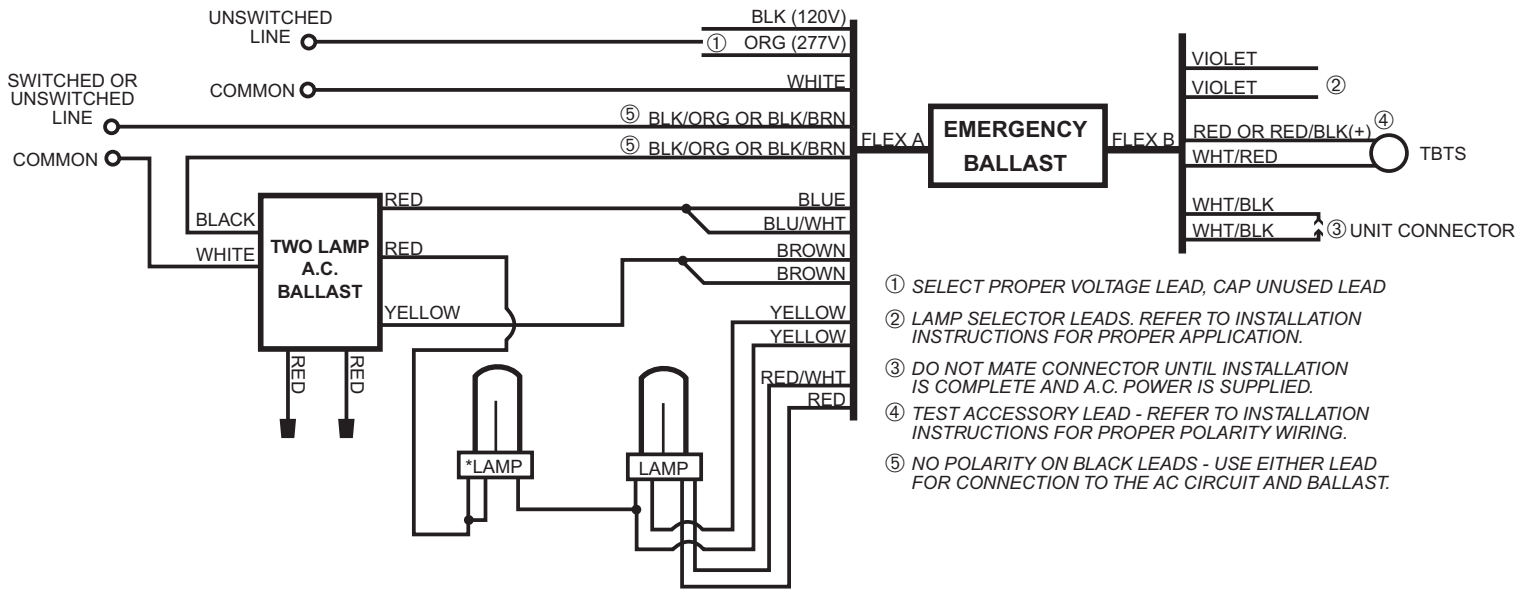 UNSWITCHED
LINE
BLK (120V)
① ORG (277V)
COMMON
WHITE
SWITCHED OR
UNSWITCHED
LINE
⑤ BLK/ORG OR BLK/BRN
COMMON
⑤ BLK/ORG OR BLK/BRN
FLEX A
EMERGENCY
BALLAST
FLEX B
VIOLET
VIOLET
②
RED OR RED/BLK(+)
④
WHT/RED
TBTS
WHT/BLK
WHT/BLK
③ UNIT CONNECTOR
BLACK
WHITE
TWO LAMP
A.C.
BALLAST
RED
RED
YELLOW
RED
RED
BLUE
BLU/WHT
BROWN
BROWN
YELLOW
YELLOW
RED/WHT
RED
*LAMP
LAMP
① SELECT PROPER VOLTAGE LEAD, CAP UNUSED LEAD
② LAMP SELECTOR LEADS. REFER TO INSTALLATION
INSTRUCTIONS FOR PROPER APPLICATION.
③ DO NOT MATE CONNECTOR UNTIL INSTALLATION
IS COMPLETE AND A.C. POWER IS SUPPLIED.
④ TEST ACCESSORY LEAD - REFER TO INSTALLATION
INSTRUCTIONS FOR PROPER POLARITY WIRING.
⑤ NO POLARITY ON BLACK LEADS - USE EITHER LEAD
FOR CONNECTION TO THE AC CIRCUIT AND BALLAST.